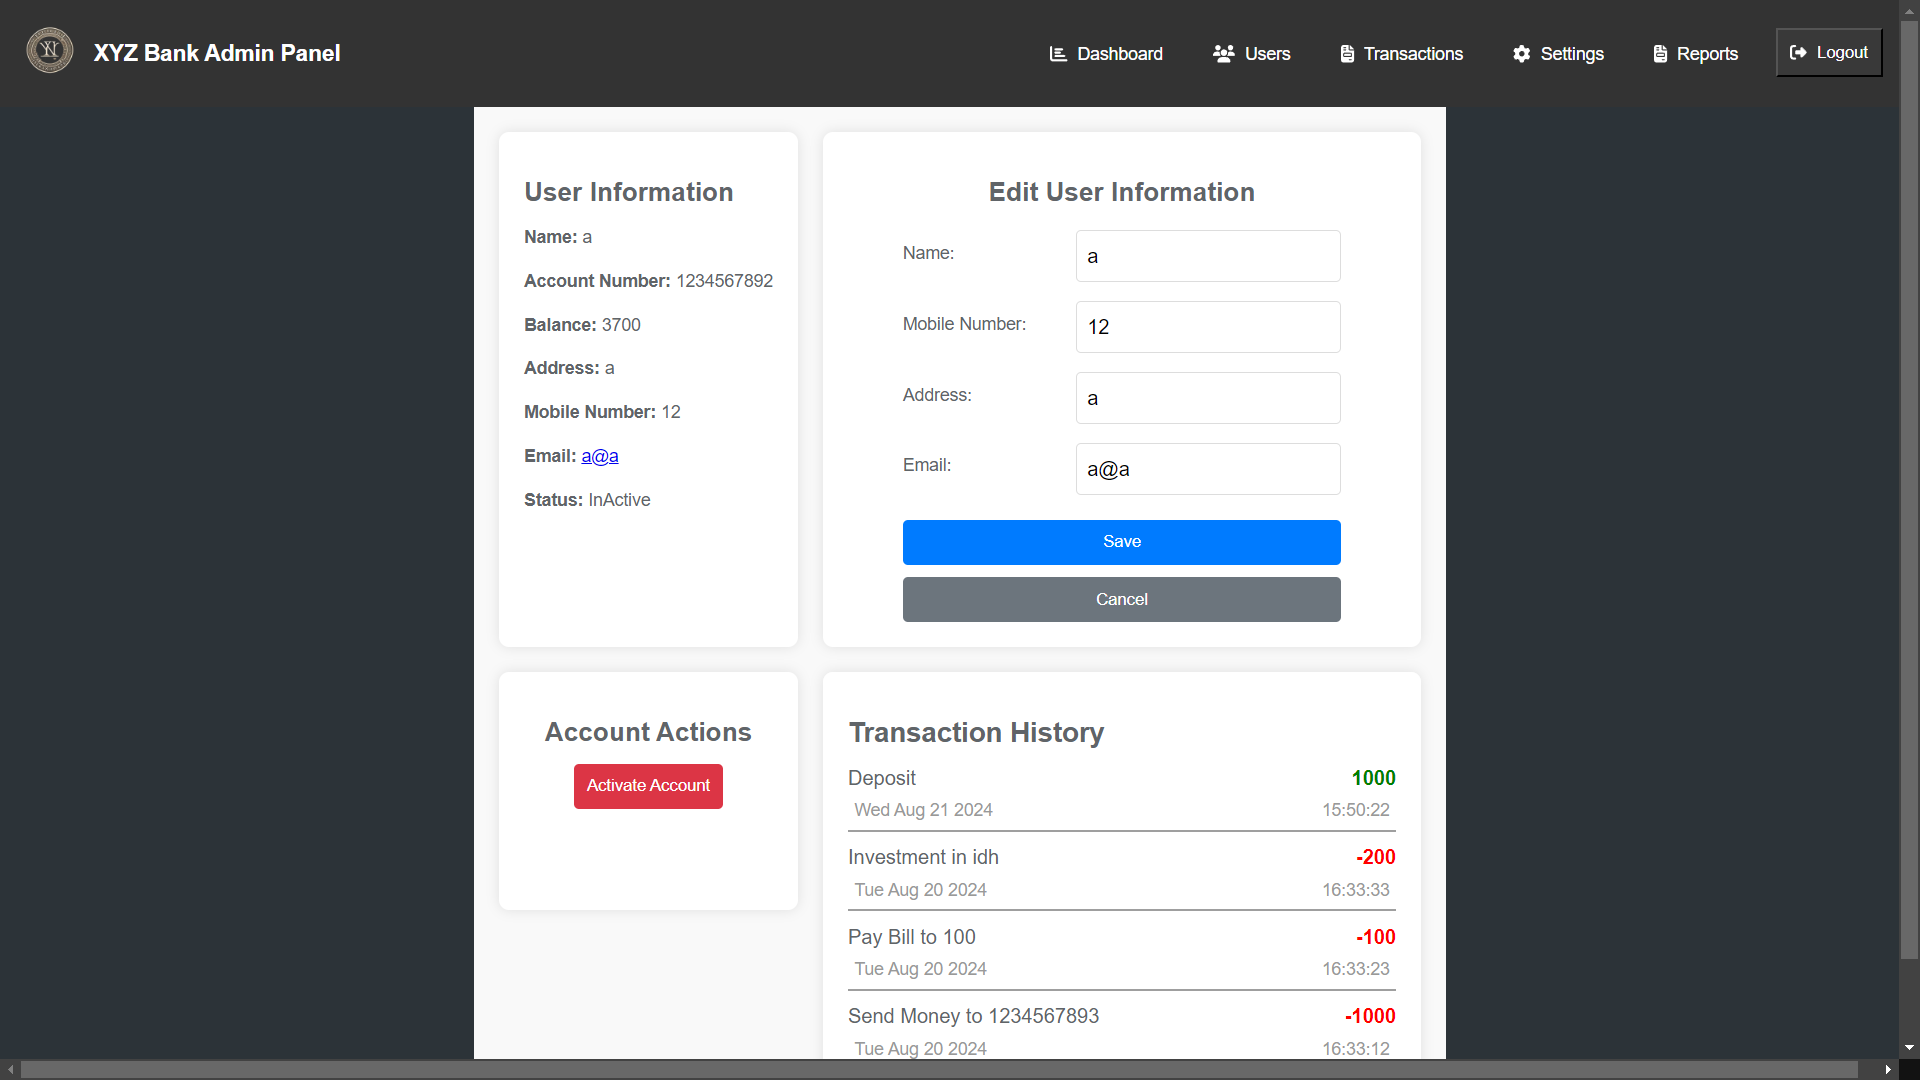 XYZ Bank Admin Panel
Dashboard
Users
Transactions
Settings
Reports
Logout
User Information
Name: a
Account Number: 1234567892
Balance: 3700
Address: a
Mobile Number: 12
Email: a@a
Status: InActive
Edit User Information
Name: a
Mobile Number: 12
Address: a
Email: a@a
Save
Cancel
Account Actions
Activate Account
Transaction History
Deposit 1000
Wed Aug 21 2024 15:50:22
Investment in idh -200
Tue Aug 20 2024 16:33:33
Pay Bill to 100 -100
Tue Aug 20 2024 16:33:23
Send Money to 1234567893 -1000
Tue Aug 20 2024 16:33:12